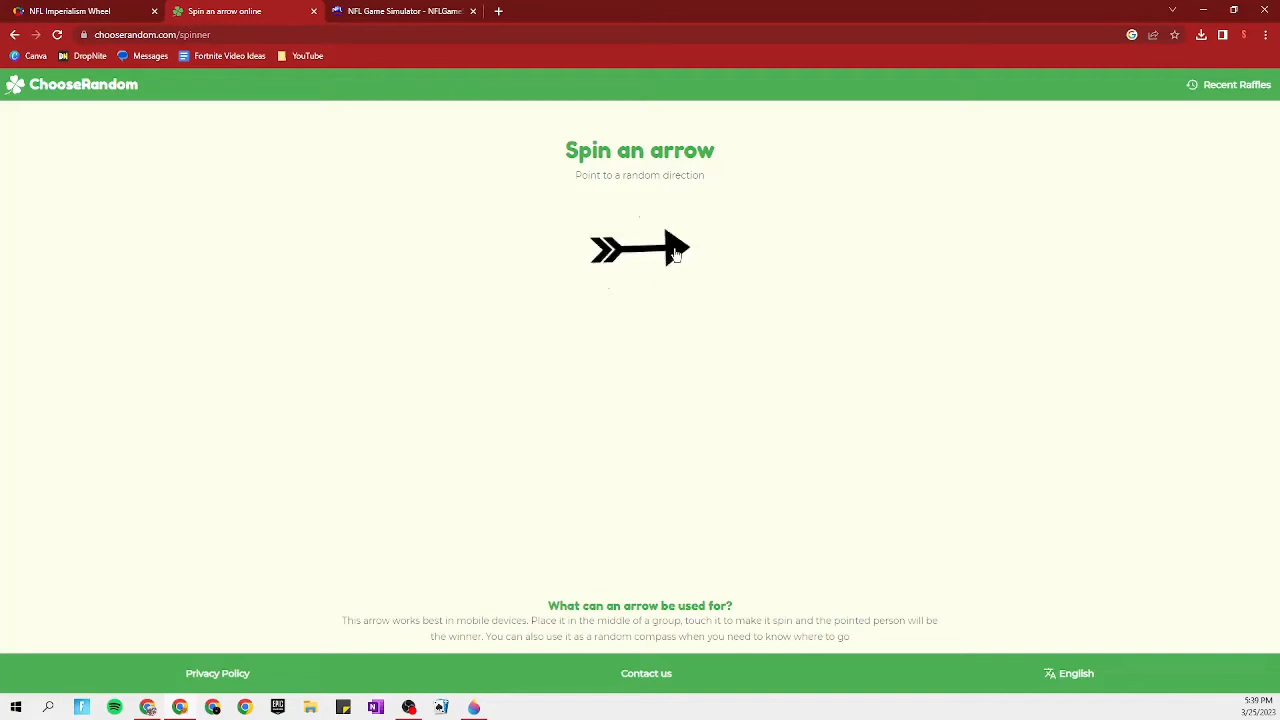 NFL Imperialism Wheel
Spin an arrow online
NFL Game Simulator - NFLGame
chooserandom.com/spinner
Canva
DropNite
Messages
Fortnite Video Ideas
YouTube
S
ChooseRandom
Recent Raffles
Spin an arrow
Point to a random direction
What can an arrow be used for?
This arrow works best in mobile devices. Place it in the middle of a group, touch it to make it spin and the pointed person will be
the winner. You can also use it as a random compass when you need to know where to go
Privacy Policy
Contact us
English
5:39 PM
3/25/2023